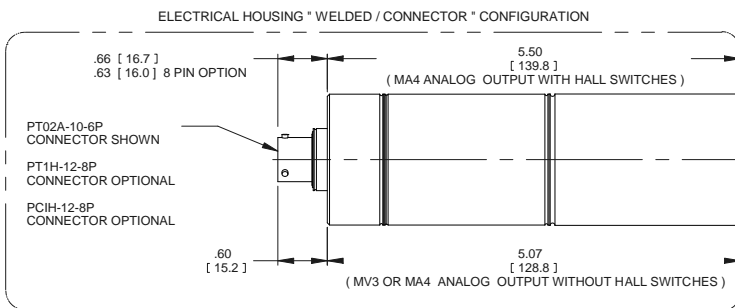 ELECTRICAL HOUSING " WELDED / CONNECTOR " CONFIGURATION
.66 [ 16.7 ]
.63 [ 16.0 ] 8 PIN OPTION
5.50
[ 139.8 ]
( MA4 ANALOG OUTPUT WITH HALL SWITCHES )
PT02A-10-6P
CONNECTOR SHOWN
PT1H-12-8P
CONNECTOR OPTIONAL
PCIH-12-8P
CONNECTOR OPTIONAL
.60
[ 15.2 ]
5.07
[ 128.8 ]
( MV3 OR MA4 ANALOG OUTPUT WITHOUT HALL SWITCHES )